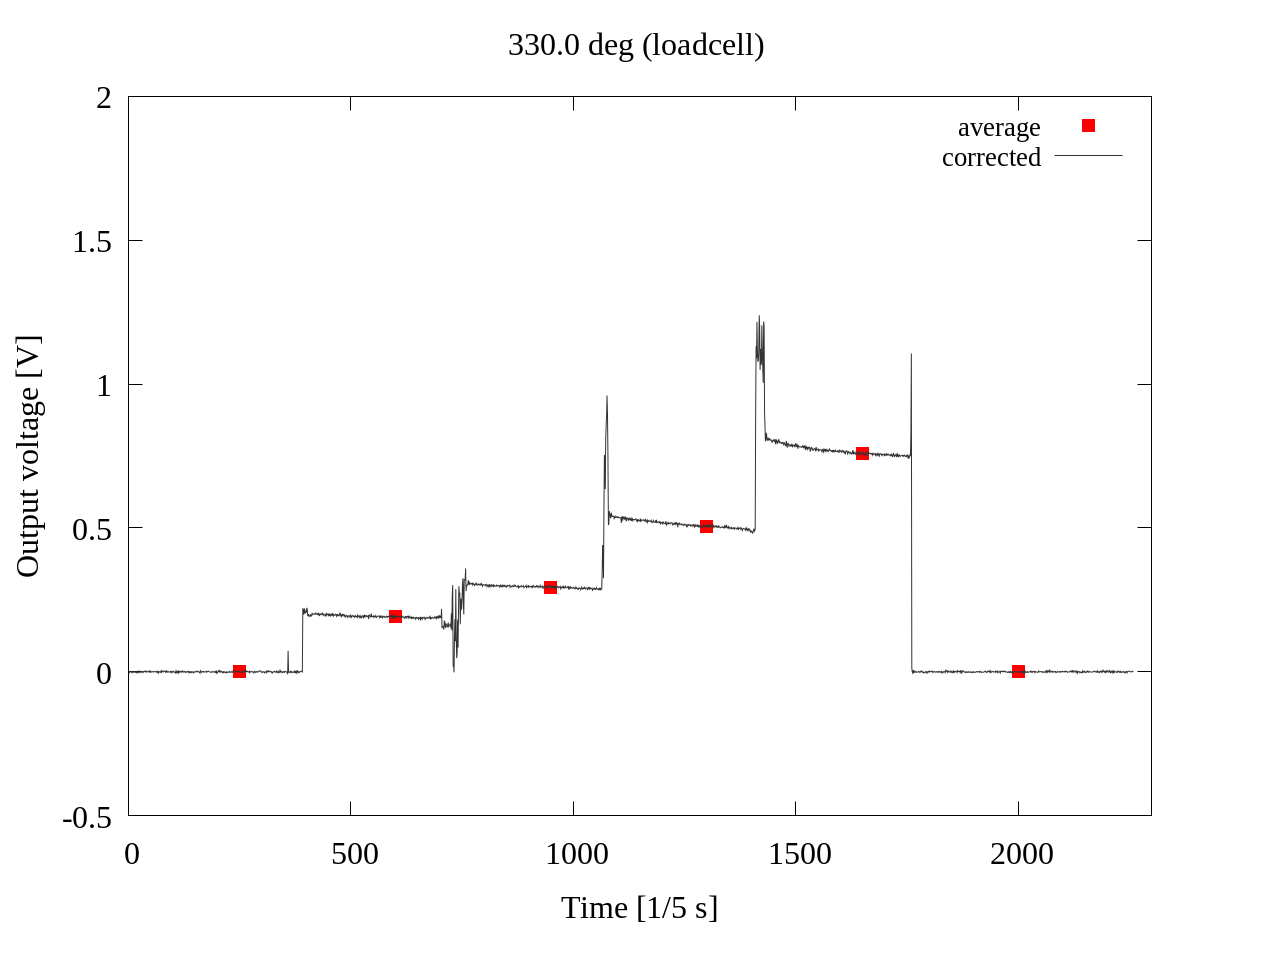 330.0 deg (loadcell)
2
1.5
1
0.5
0
-0.5
Output voltage [V]
average
corrected
0 500 1000 1500 2000
Time [1/5 s]